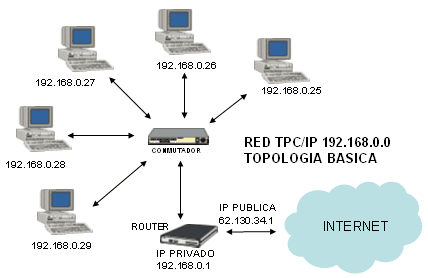 192.168.0.27
192.168.0.26
192.168.0.25
CONMUTADOR
RED TPC/IP 192.168.0.0
TOPOLOGIA BASICA
192.168.0.28
192.168.0.29
ROUTER
IP PUBLICA
62.130.34.1
INTERNET
IP PRIVADO
192.168.0.1